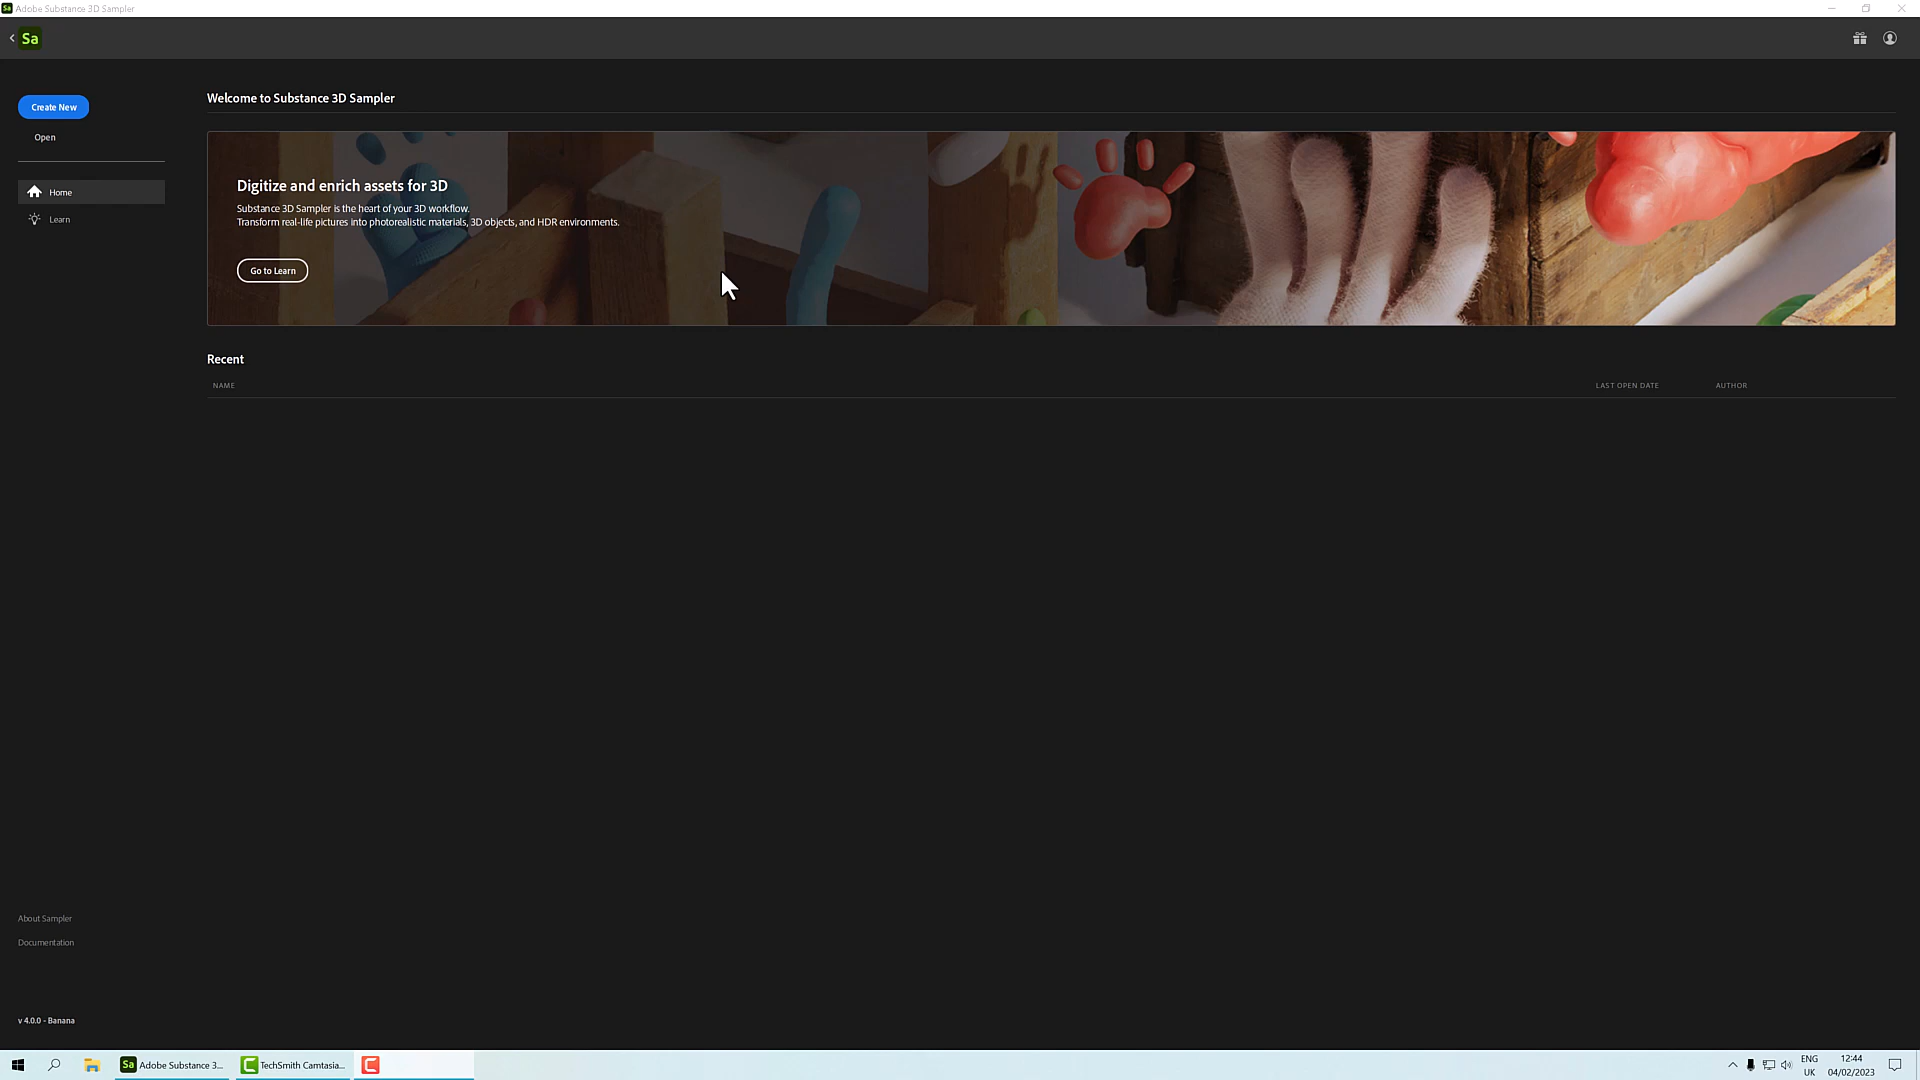 Sa Adobe Substance 3D Sampler
Sa
Create New
Open
Home
Learn
Welcome to Substance 3D Sampler
Digitize and enrich assets for 3D
Substance 3D Sampler is the heart of your 3D workflow.
Transform real-life pictures into photorealistic materials, 3D objects, and HDR environments.
Go to Learn
Recent
NAME LAST OPEN DATE AUTHOR
About Sampler
Documentation
v 4.0.0 - Banana
Sa Adobe Substance 3... TechSmith Camtasia...
ENG 12:44
UK 04/02/2023